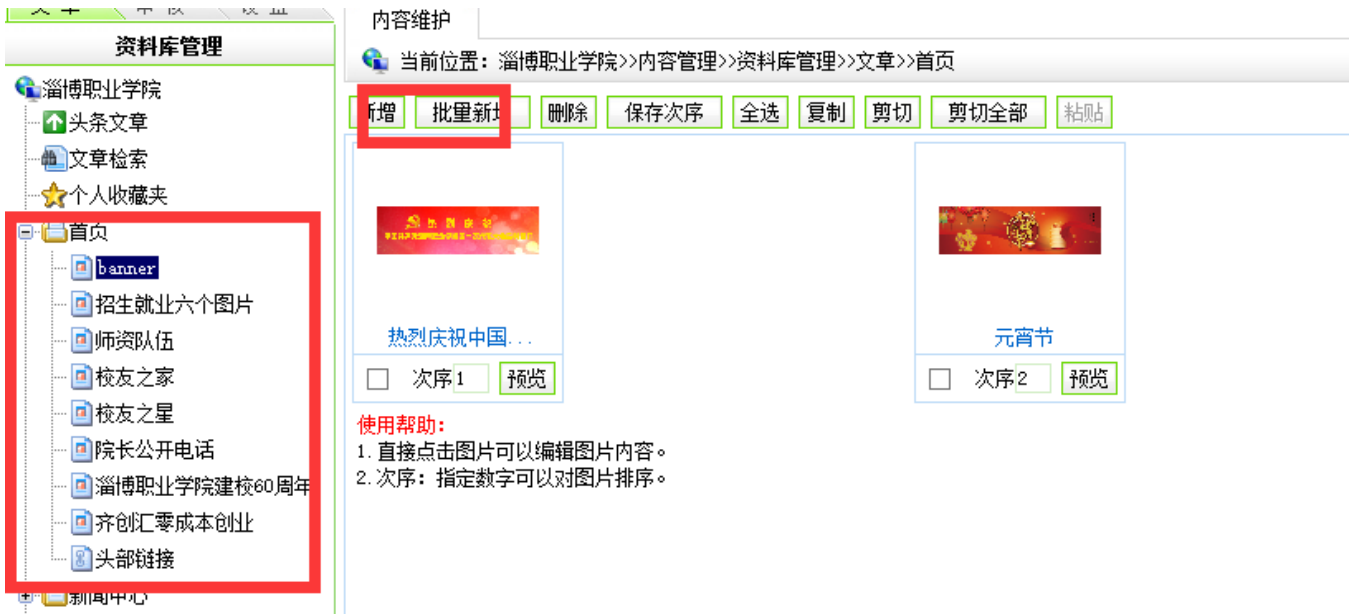 资料库管理
淄博职业学院
头条文章
文章检索
个人收藏夹
首页
banner
招生就业六个图片
师资队伍
校友之家
校友之星
院长公开电话
淄博职业学院建校60周年
齐创汇零成本创业
头部链接
新闻中心
内容维护
当前位置：淄博职业学院>>内容管理>>资料库管理>>文章>>首页
新增 批量新增 删除 保存次序 全选 复制 剪切 剪切全部 粘贴
热烈庆祝中国...
次序 1 预览
元宵节
次序 2 预览
使用帮助：
1.直接点击图片可以编辑图片内容。
2.次序：指定数字可以对图片排序。